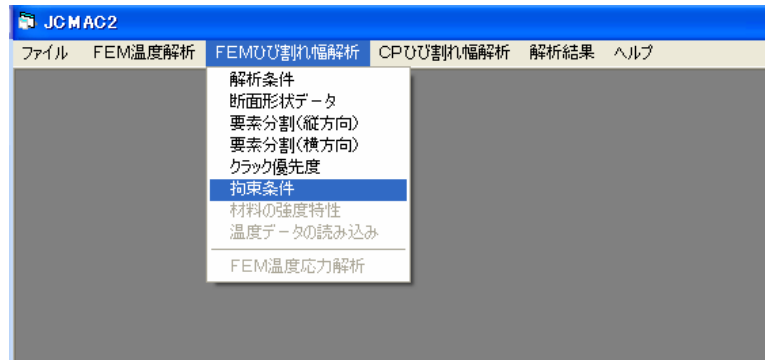 JCMAC2
ファイル FEM温度解析 FEMひび割れ幅解析 CPひび割れ幅解析 解析結果 ヘルプ
解析条件
断面形状データ
要素分割(縦方向)
要素分割(横方向)
クラック優先度
拘束条件
材料の強度特性
温度データの読み込み
FEM温度応力解析